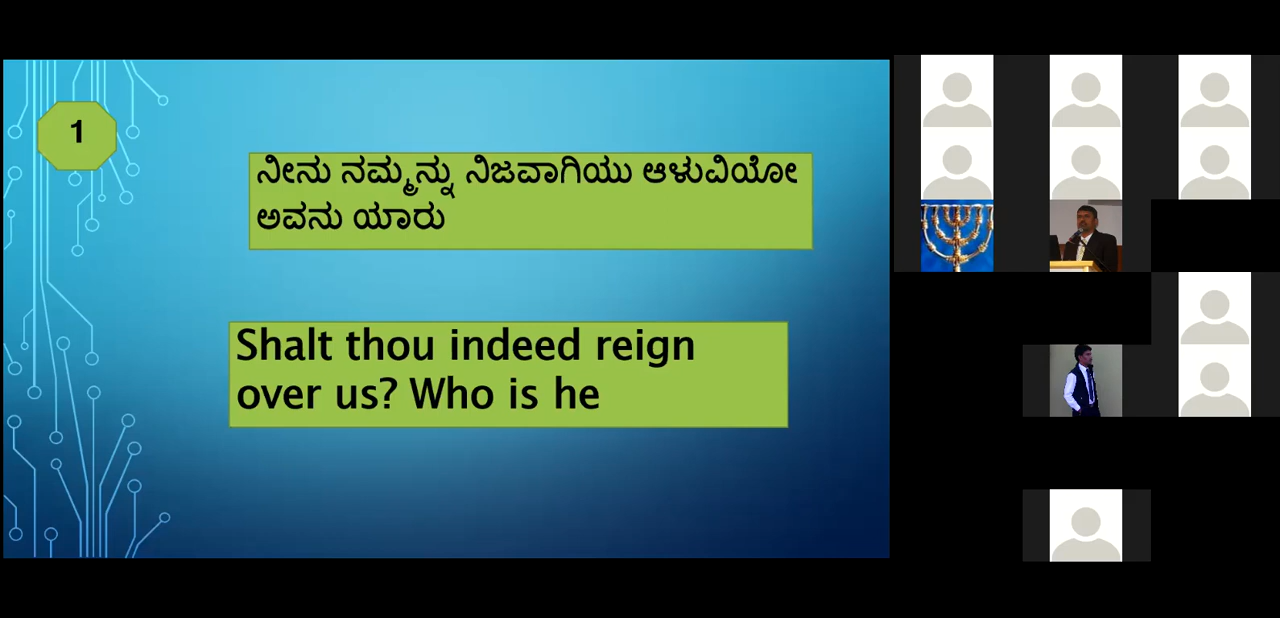 1
ನೀನು ನಮ್ಮನ್ನು ನಿಜವಾಗಿಯು ಆಳುವಿಯೋ
ಅವನು ಯಾರು
Shalt thou indeed reign
over us? Who is he